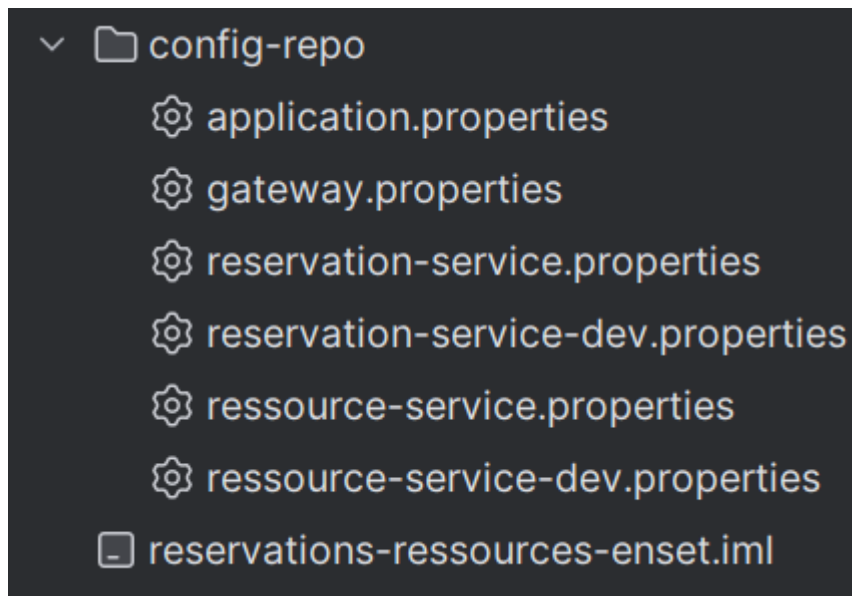 config-repo
application.properties
gateway.properties
reservation-service.properties
reservation-service-dev.properties
ressource-service.properties
ressource-service-dev.properties
reservations-ressources-enset.iml